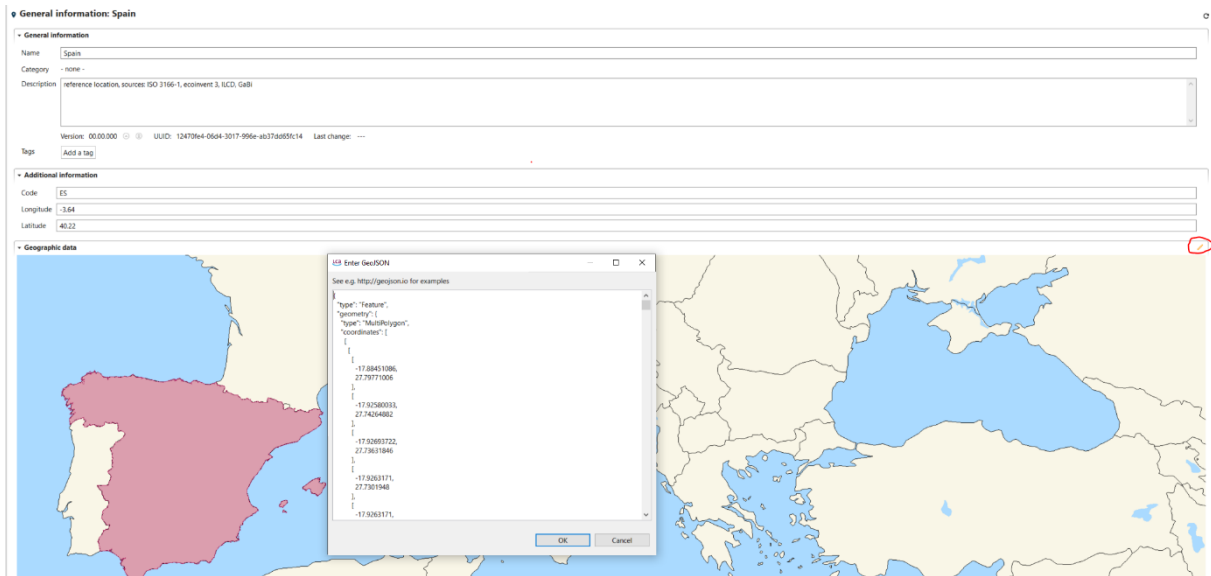 General information: Spain
General information
Name Spain
Category - none -
Description reference location, sources: ISO 3166-1, ecoinvent 3, ILCD, GaBi
Version: 00.00.000 UUID: 12470fe4-06d4-3017-996e-ab37dd65fc14 Last change: ---
Tags Add a tag
Additional information
Code ES
Longitude -3.64
Latitude 40.22
Geographic data
Enter GeoJSON
See e.g. http://geojson.io for examples
{
"type": "Feature",
"geometry": {
"type": "MultiPolygon",
"coordinates": [
[
[
[
-17.88451086,
27.79771006
],
[
-17.92580033,
27.74264882
],
[
-17.92693722,
27.73631846
],
[
-17.9263171,
27.7301948
],
[
-17.9263171,
OK Cancel